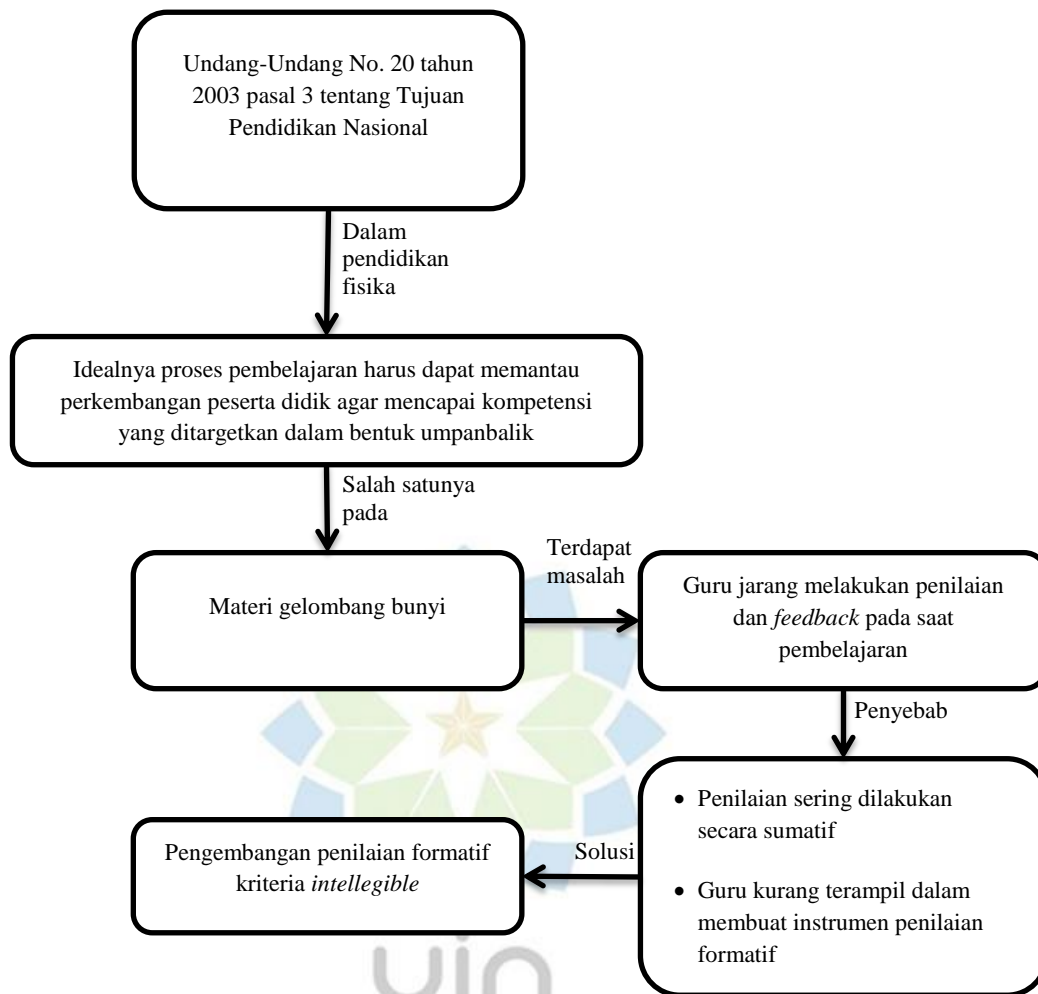 Undang-Undang No. 20 tahun
2003 pasal 3 tentang Tujuan
Pendidikan Nasional
Dalam
pendidikan
fisika
Idealnya proses pembelajaran harus dapat memantau
perkembangan peserta didik agar mencapai kompetensi
yang ditargetkan dalam bentuk umpanbalik
Salah satunya
pada
Materi gelombang bunyi
Terdapat
masalah
Guru jarang melakukan penilaian
dan feedback pada saat
pembelajaran
Penyebab
• Penilaian sering dilakukan
secara sumatif
• Guru kurang terampil dalam
membuat instrumen penilaian
formatif
Solusi
Pengembangan penilaian formatif
kriteria intellegible
uin